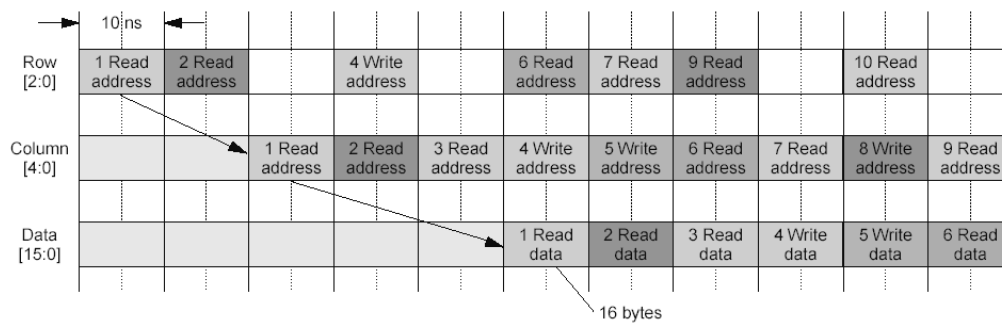 10 ns
Row
[2:0]
1 Read
address
2 Read
address
4 Write
address
6 Read
address
7 Read
address
9 Read
address
10 Read
address
Column
[4:0]
1 Read
address
2 Read
address
3 Read
address
4 Write
address
5 Write
address
6 Read
address
7 Read
address
8 Write
address
9 Read
address
Data
[15:0]
1 Read
data
2 Read
data
3 Read
data
4 Write
data
5 Write
data
6 Read
data
16 bytes